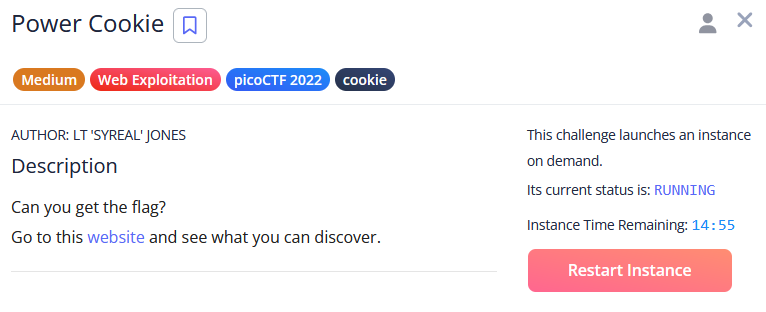 Power Cookie
Medium Web Exploitation picoCTF 2022 cookie
AUTHOR: LT 'SYREAL' JONES
Description
Can you get the flag?
Go to this website and see what you can discover.
This challenge launches an instance
on demand.
Its current status is: RUNNING
Instance Time Remaining: 14:55
Restart Instance